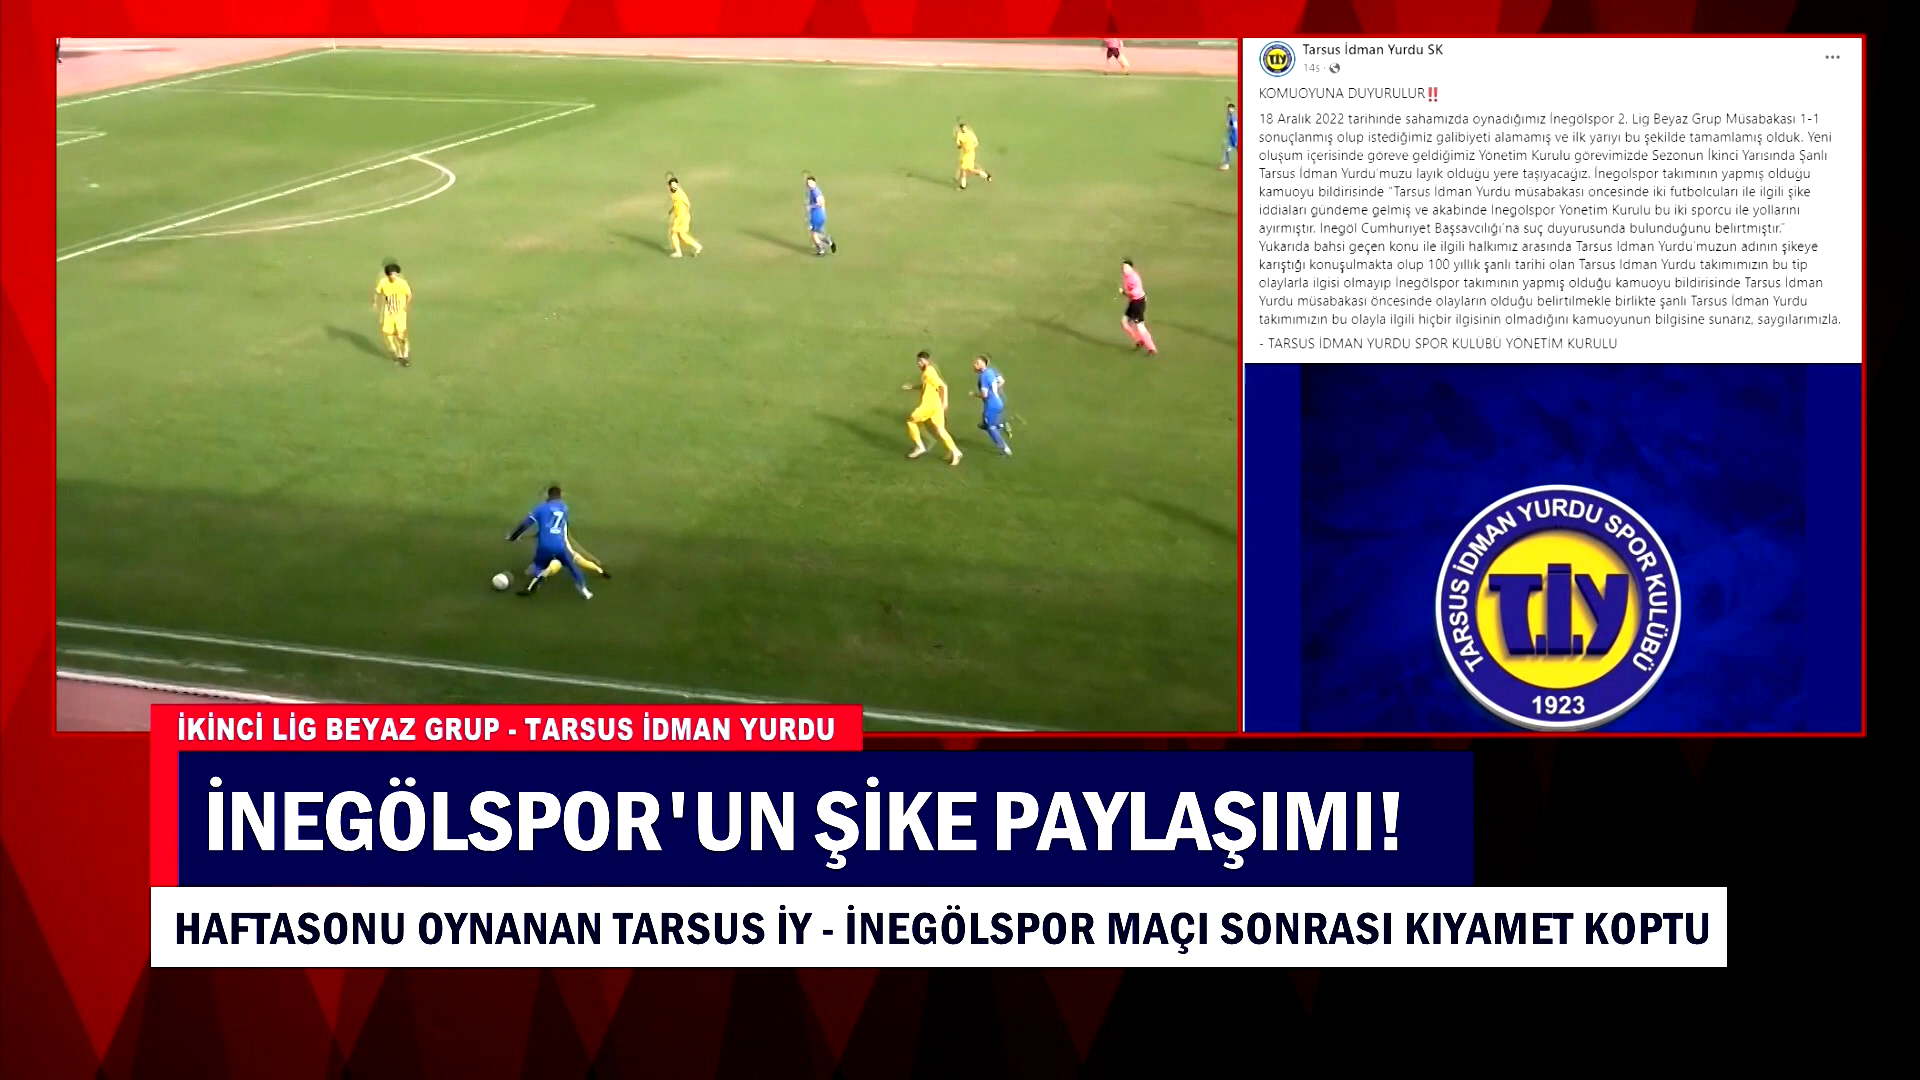 Tarsus İdman Yurdu SK
14s
KOMUOYUNA DUYURULUR‼
18 Aralık 2022 tarihinde sahamızda oynadığımız İnegölspor 2. Lig Beyaz Grup Müsabakası 1-1
sonuçlanmış olup istediğimiz galibiyeti alamamış ve ilk yarıyı bu şekilde tamamlamış olduk. Yeni
oluşum içerisinde göreve geldiğimiz Yönetim Kurulu görevimizde Sezonun İkinci Yarısında Şanlı
Tarsus İdman Yurdu'muzu layık olduğu yere taşıyacağız. İnegölspor takımının yapmış olduğu
kamuoyu bildirisinde "Tarsus İdman Yurdu müsabakası öncesinde iki futbolcuları ile ilgili şike
iddiaları gündeme gelmiş ve akabinde İnegölspor Yönetim Kurulu bu iki sporcu ile yollarını
ayırmıştır. İnegöl Cumhuriyet Başsavcılığı'na suç duyurusunda bulunduğunu belirtmiştir."
Yukarıda bahsi geçen konu ile ilgili halkımız arasında Tarsus İdman Yurdu'muzun adının şikeye
karıştığı konuşulmakta olup 100 yıllık şanlı tarihi olan Tarsus İdman Yurdu takımımızın bu tip
olaylarla ilgisi olmayıp İnegölspor takımının yapmış olduğu kamuoyu bildirisinde Tarsus İdman
Yurdu müsabakası öncesinde olayların olduğu belirtilmekle birlikte şanlı Tarsus İdman Yurdu
takımımızın bu olayla ilgili hiçbir ilgisinin olmadığını kamuoyunun bilgisine sunarız, saygılarımızla.
- TARSUS İDMAN YURDU SPOR KULÜBÜ YÖNETİM KURULU
7
TARSUS İDMAN YURDU SPOR KULÜBÜ
T.İ.Y
1923
İKİNCİ LİG BEYAZ GRUP - TARSUS İDMAN YURDU
İNEGÖLSPOR'UN ŞİKE PAYLAŞIMI!
HAFTASONU OYNANAN TARSUS İY - İNEGÖLSPOR MAÇI SONRASI KIYAMET KOPTU